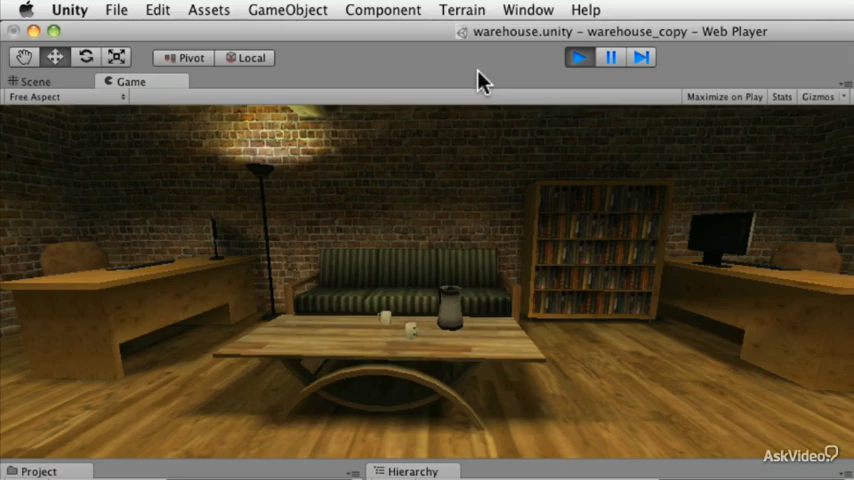 Unity File Edit Assets GameObject Component Terrain Window Help
warehouse.unity – warehouse_copy – Web Player
Pivot Local
Scene Game
Free Aspect Maximize on Play Stats Gizmos
AskVideo
Project Hierarchy